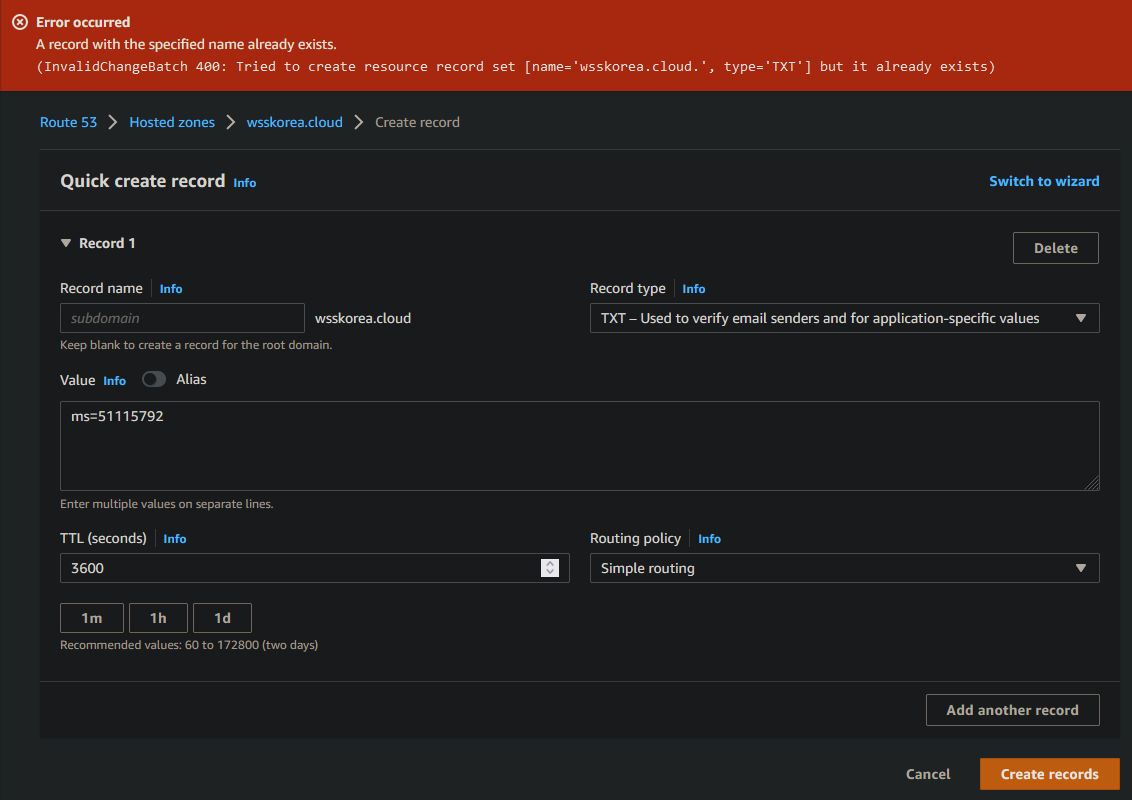 Error occurred
A record with the specified name already exists.
(InvalidChangeBatch 400: Tried to create resource record set [name='wsskorea.cloud.', type='TXT'] but it already exists)
Route 53 Hosted zones wsskorea.cloud Create record
Quick create record Info Switch to wizard
Record 1
Delete
Record name Info Record type Info
subdomain wsskorea.cloud TXT – Used to verify email senders and for application-specific values
Keep blank to create a record for the root domain.
Value Info Alias
ms=51115792
Enter multiple values on separate lines.
TTL (seconds) Info Routing policy Info
3600 Simple routing
1m 1h 1d
Recommended values: 60 to 172800 (two days)
Add another record
Cancel Create records